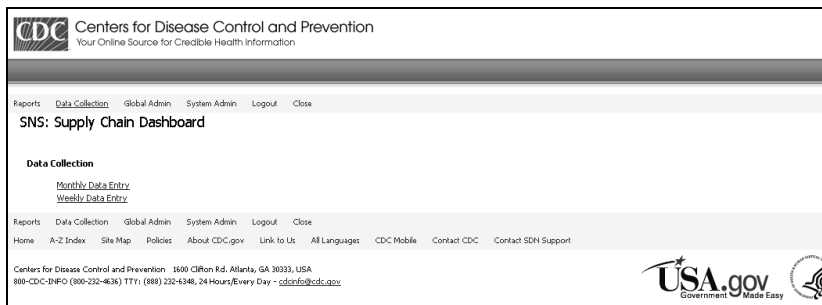 CDC Centers for Disease Control and Prevention
Your Online Source for Credible Health Information
Reports Data Collection Global Admin System Admin Logout Close
SNS: Supply Chain Dashboard
Data Collection
Monthly Data Entry
Weekly Data Entry
Reports Data Collection Global Admin System Admin Logout Close
Home A-Z Index Site Map Policies About CDC.gov Link to Us All Languages CDC Mobile Contact CDC Contact SDN Support
Centers for Disease Control and Prevention 1600 Clifton Rd. Atlanta, GA 30333, USA
800-CDC-INFO (800-232-4636) TTY: (888) 232-6348, 24 Hours/Every Day - cdcinfo@cdc.gov
USA.gov
Government Made Easy